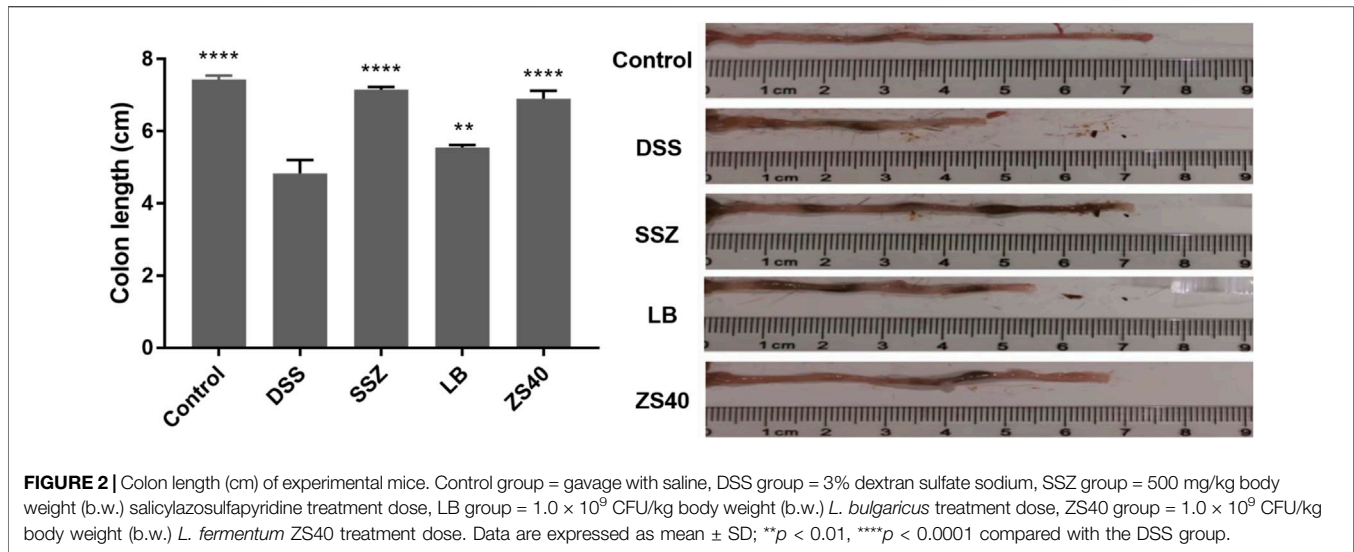 Colon length (cm)
8
6
4
2
0
****
****
**
****
Control
DSS
SSZ
LB
ZS40
Control
1 cm 2 3 4 5 6 7 8 9
DSS
1 cm 2 3 4 5 6 7 8 9
SSZ
1 cm 2 3 4 5 6 7 8 9
LB
1 cm 2 3 4 5 6 7 8 9
ZS40
1 cm 2 3 4 5 6 7 8 9
FIGURE 2 | Colon length (cm) of experimental mice. Control group = gavage with saline, DSS group = 3% dextran sulfate sodium, SSZ group = 500 mg/kg body
weight (b.w.) salicylazosulfapyridine treatment dose, LB group = 1.0 × 10⁹ CFU/kg body weight (b.w.) L. bulgaricus treatment dose, ZS40 group = 1.0 × 10⁹ CFU/kg
body weight (b.w.) L. fermentum ZS40 treatment dose. Data are expressed as mean ± SD; **p < 0.01, ****p < 0.0001 compared with the DSS group.